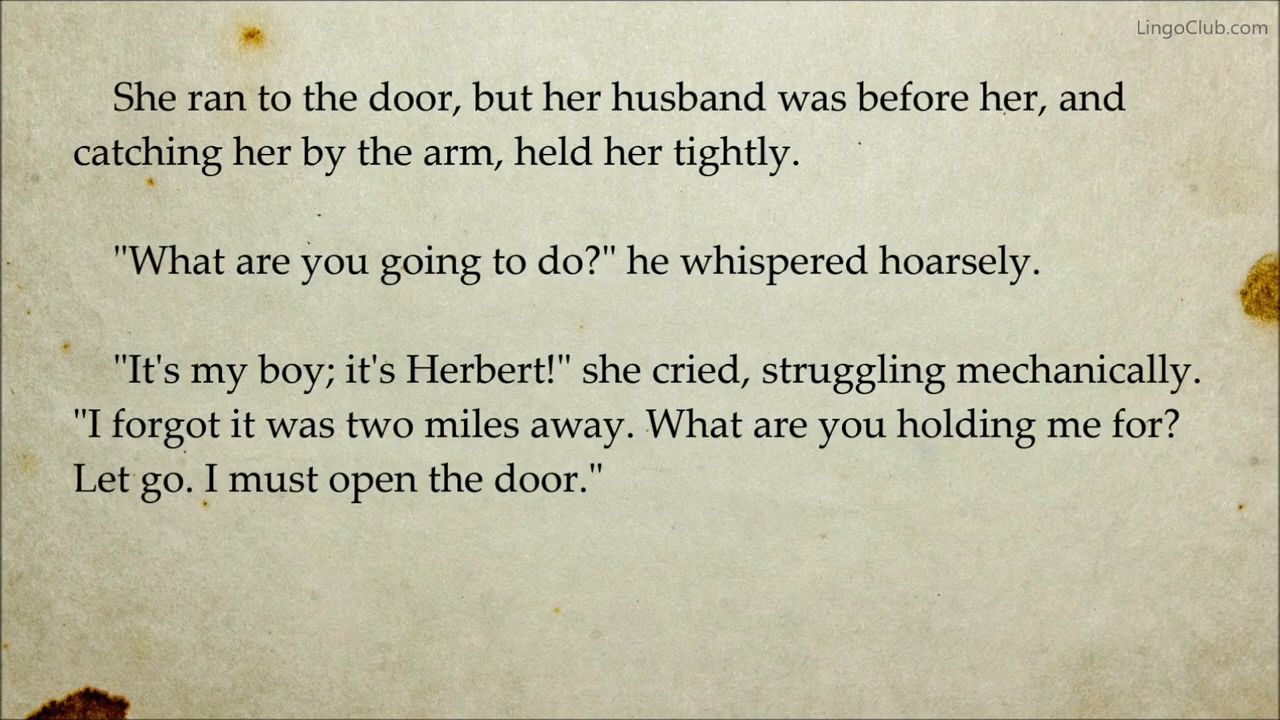 LingoClub.com
She ran to the door, but her husband was before her, and
catching her by the arm, held her tightly.
"What are you going to do?" he whispered hoarsely.
"It's my boy; it's Herbert!" she cried, struggling mechanically.
"I forgot it was two miles away. What are you holding me for?
Let go. I must open the door."